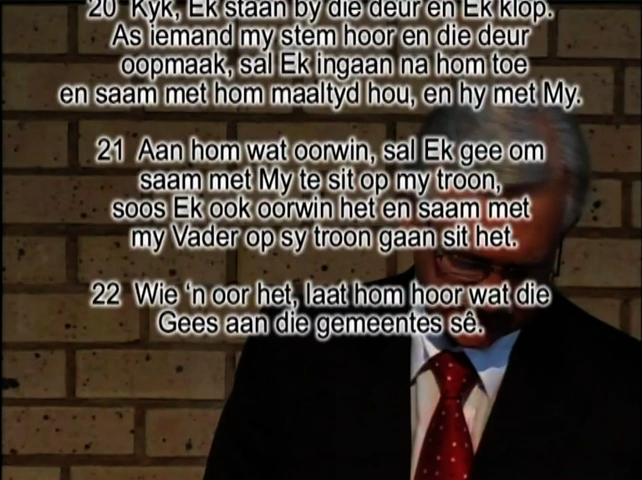 20 Kyk, Ek staan by die deur en Ek klop.
As iemand my stem hoor en die deur
oopmaak, sal Ek ingaan na hom toe
en saam met hom maaltyd hou, en hy met My.
21 Aan hom wat oorwin, sal Ek gee om
saam met My te sit op my troon,
soos Ek ook oorwin het en saam met
my Vader op sy troon gaan sit het.
22 Wie 'n oor het, laat hom hoor wat die
Gees aan die gemeentes sê.